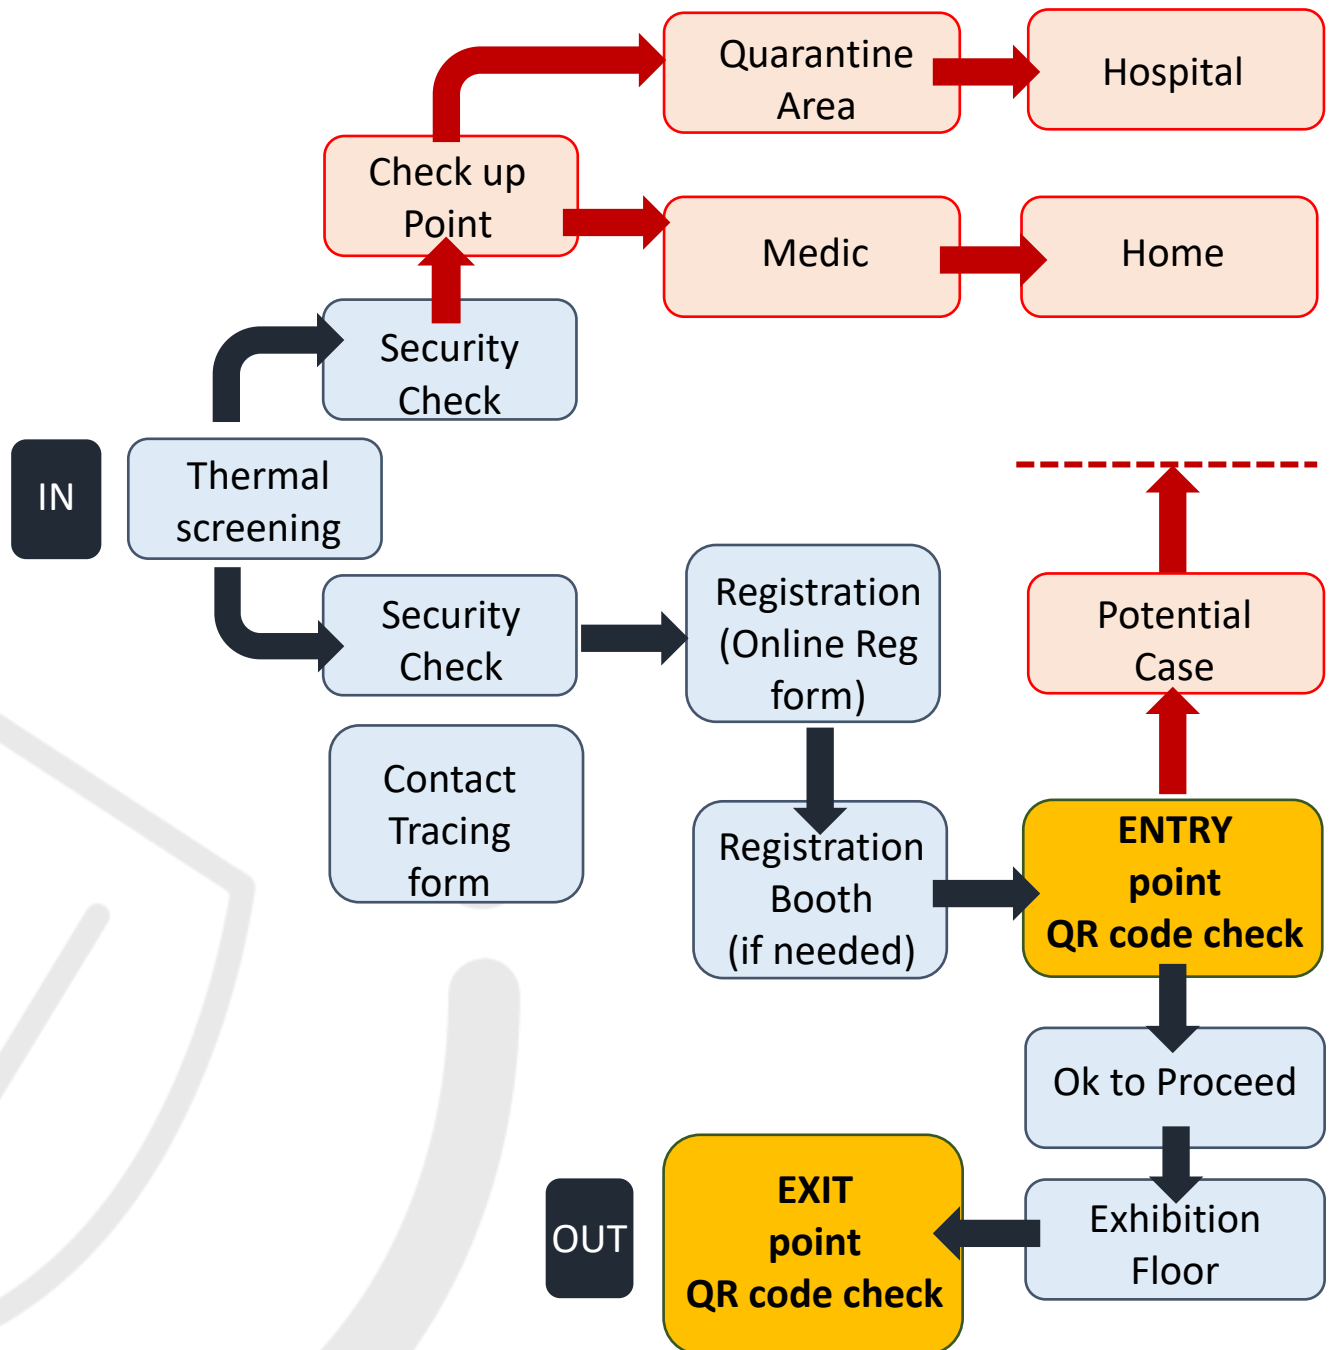 Quarantine
Area
Hospital
Check up
Point
Medic
Home
Security
Check
IN
Thermal
screening
Security
Check
Registration
(Online Reg
form)
Potential
Case
Contact
Tracing
form
Registration
Booth
(if needed)
ENTRY
point
QR code check
Ok to Proceed
OUT
EXIT
point
QR code check
Exhibition
Floor